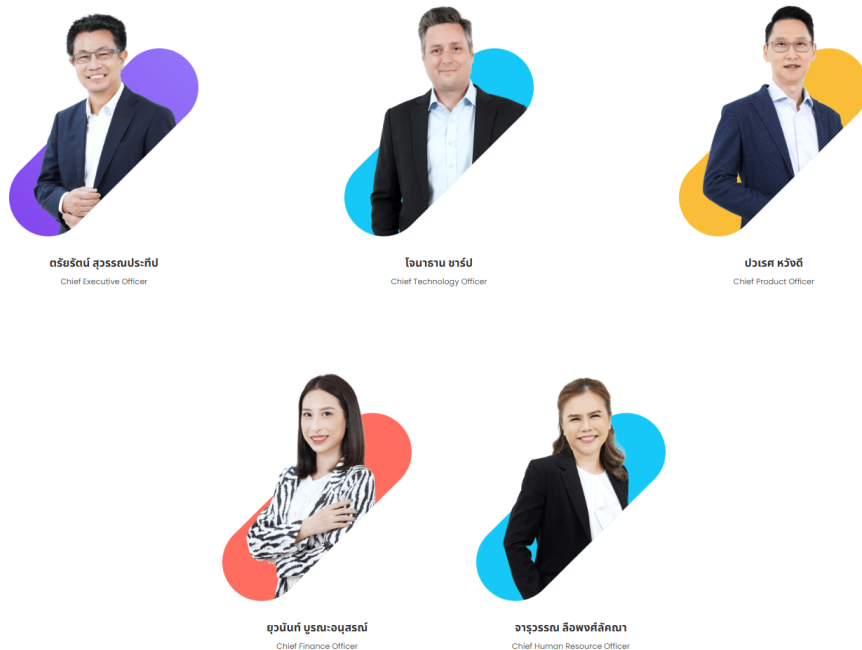 ตรัยรัตน์ สุวรรณประทีป
Chief Executive Officer
โจนาธาน ชาร์ป
Chief Technology Officer
ปวเรศ หวังดี
Chief Product Officer
ยุวนันท์ บูรณะอนุสรณ์
Chief Finance Officer
จารุวรรณ ลือพงศ์ลัคณา
Chief Human Resource Officer